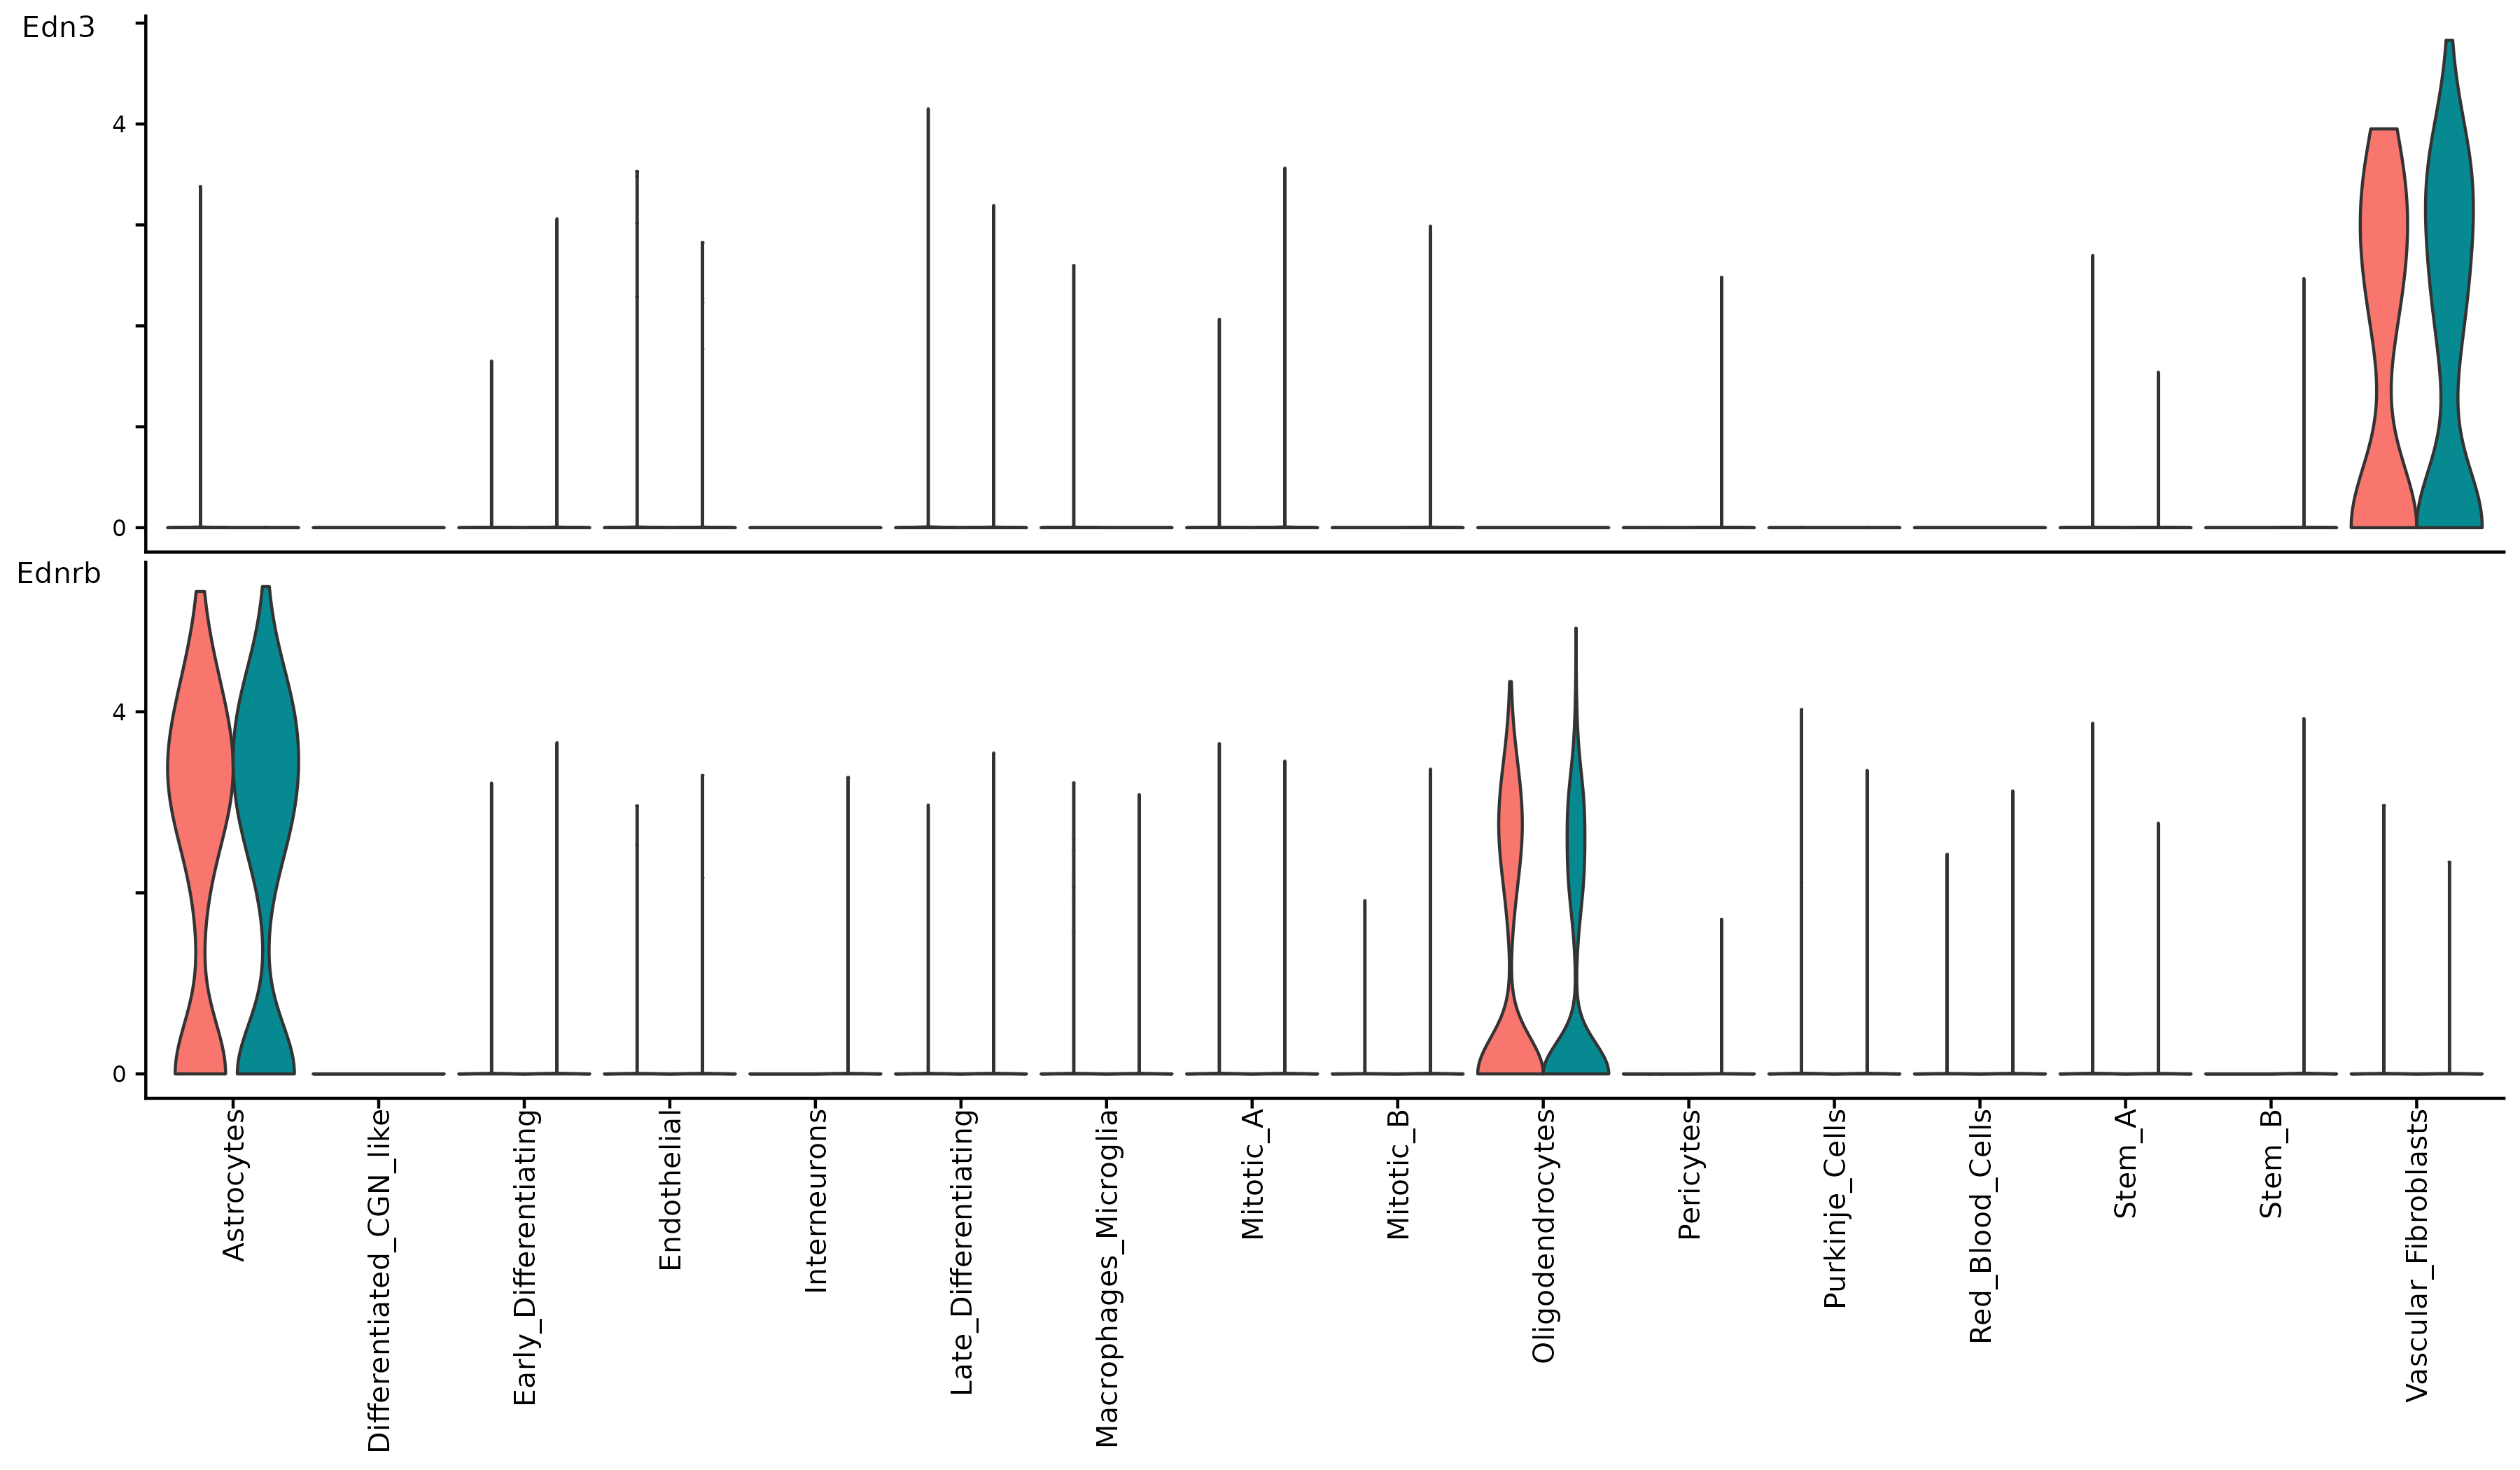 Edn3
4
0
Ednrb
4
0
Astrocytes
Differentiated_CGN_like
Early_Differentiating
Endothelial
Interneurons
Late_Differentiating
Macrophages_Microglia
Mitotic_A
Mitotic_B
Oligodendrocytes
Pericytes
Purkinje_Cells
Red_Blood_Cells
Stem_A
Stem_B
Vascular_Fibroblasts